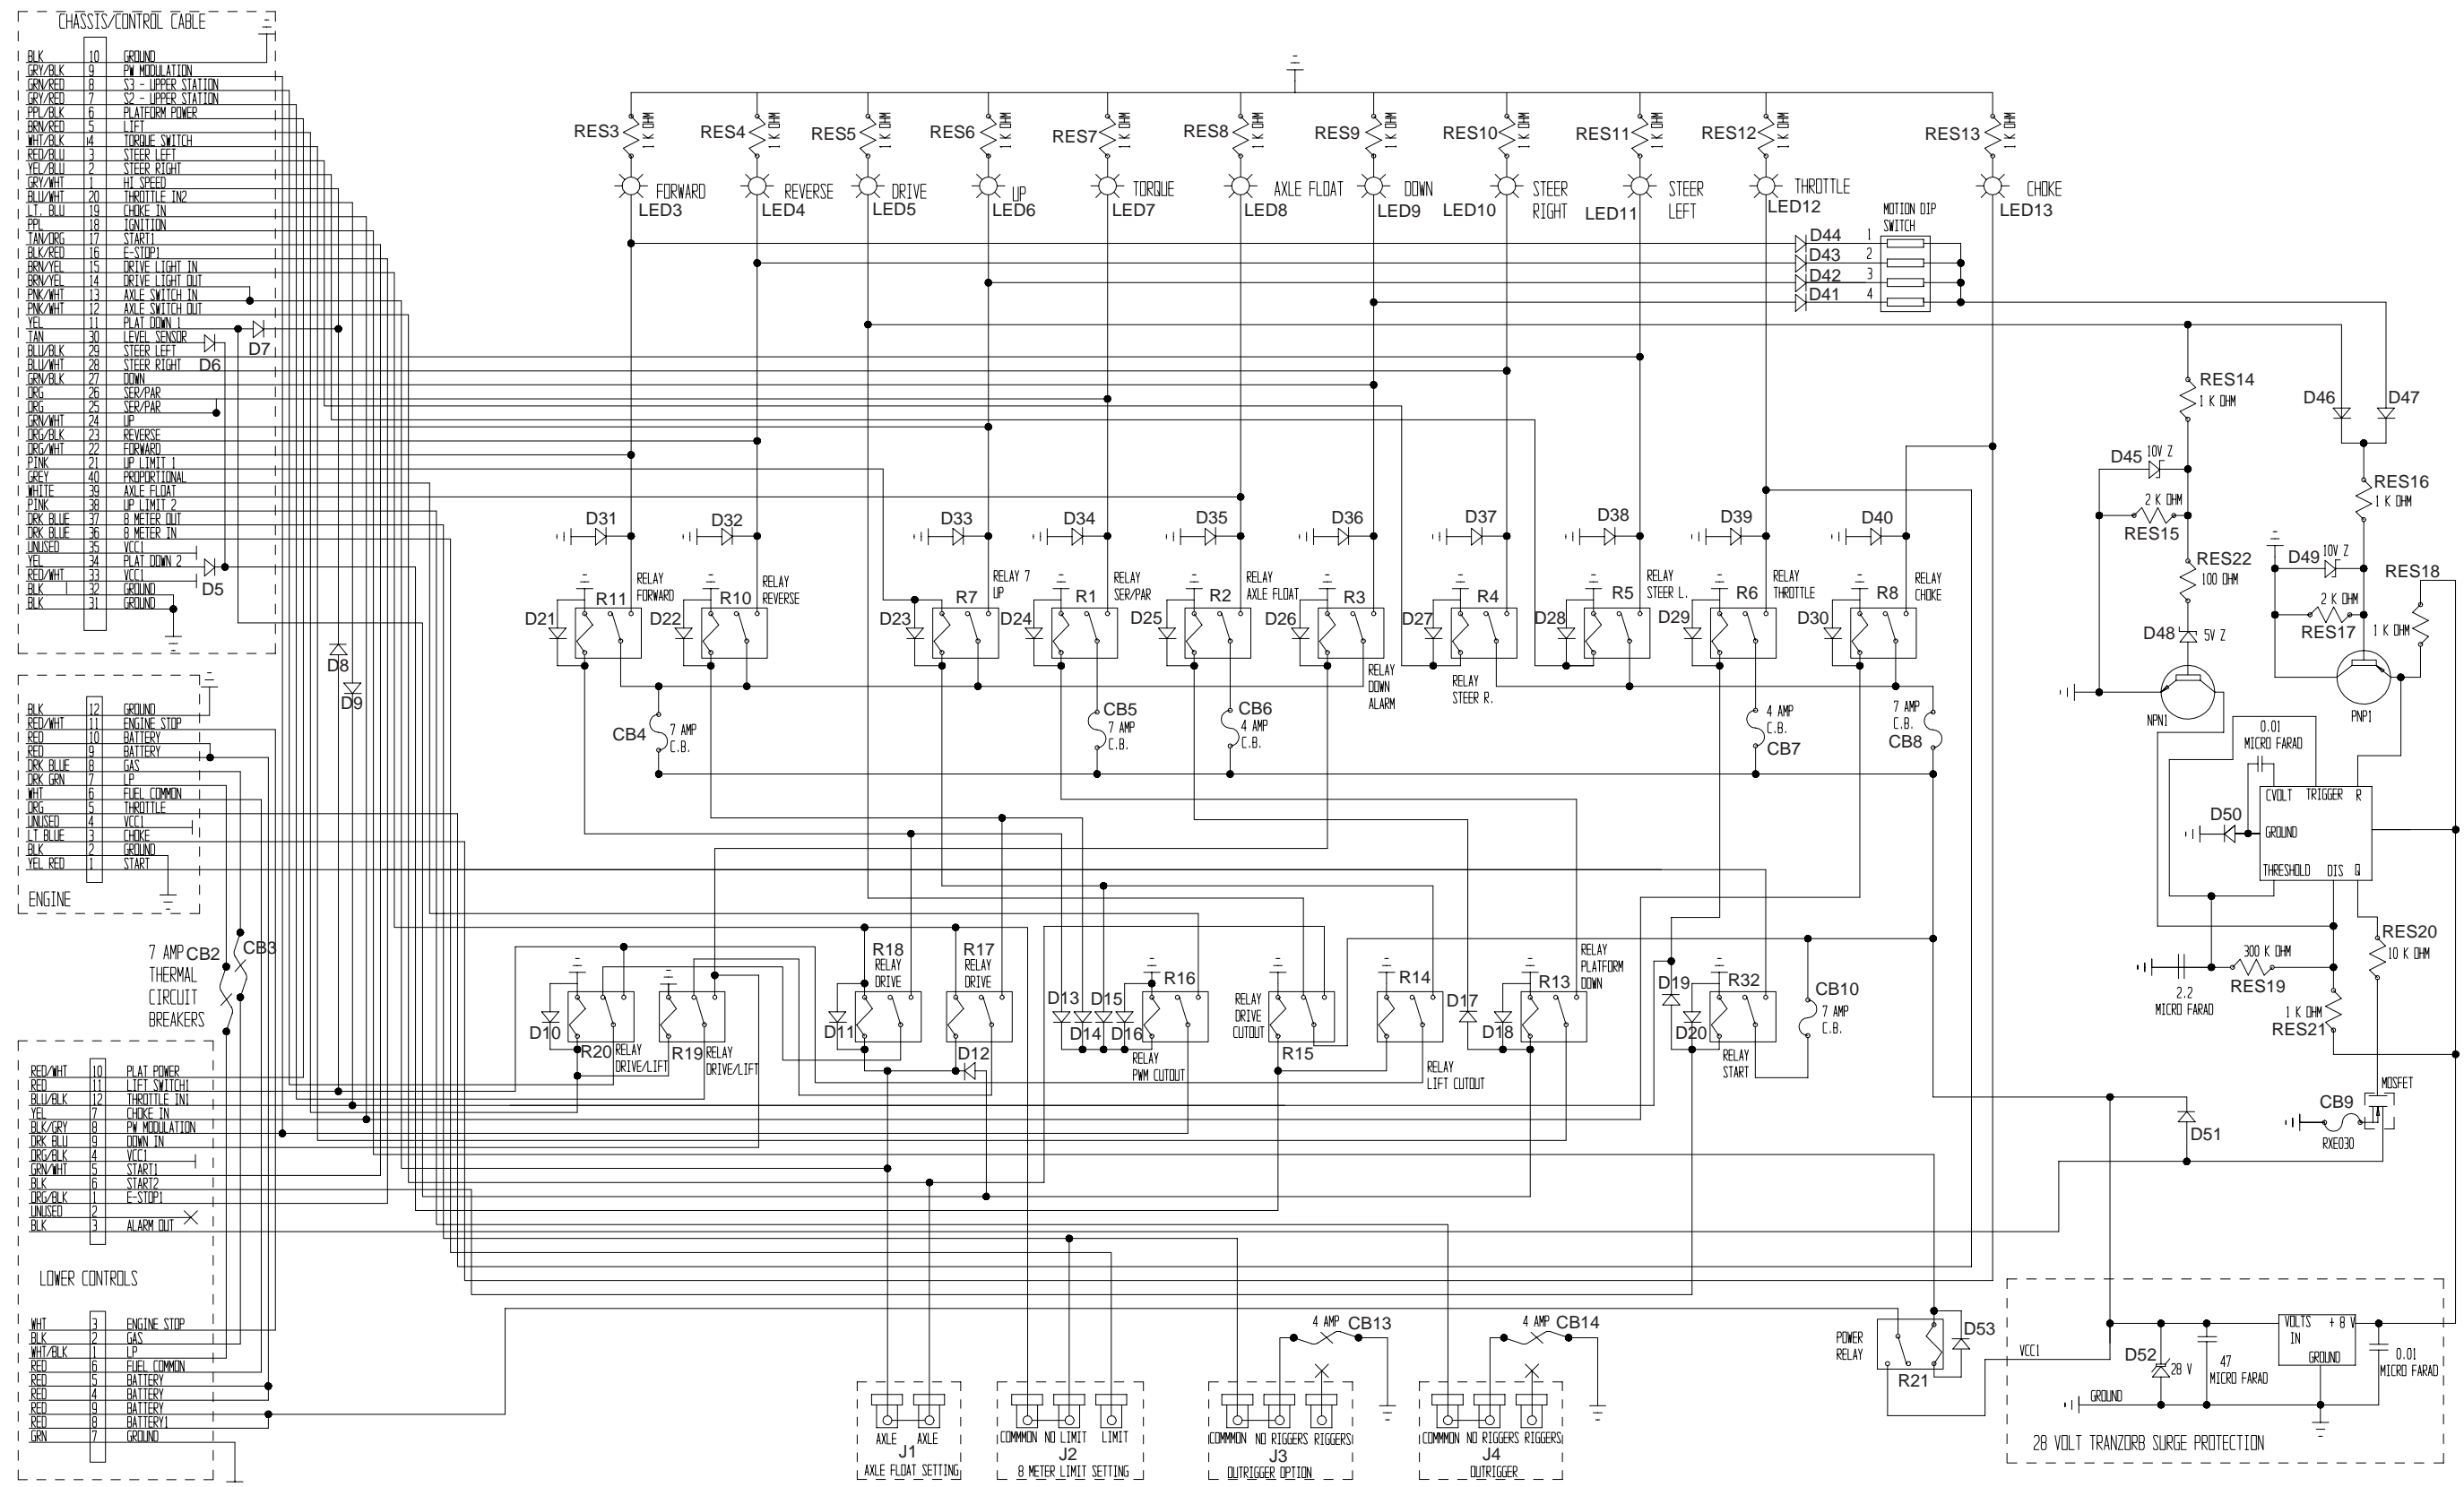 CHASSIS/CONTROL CABLE
BLK 10 GROUND
GRY/BLK 9 PW MODULATION
GRN/RED 8 S3 - UPPER STATION
GRY/RED 7 S2 - UPPER STATION
PPL/BLK 6 PLATFORM POWER
BRN/RED 5 LIFT
WHT/BLK 14 TORQUE SWITCH
RED/BLU 3 STEER LEFT
YEL/BLU 2 STEER RIGHT
GRY/WHT 1 HI SPEED
BLU/WHT 20 THROTTLE IN2
LT. BLU 19 CHOKE IN
PPL 18 IGNITION
TAN/ORG 17 START1
BLK/RED 16 E-STOP1
BRN/YEL 15 DRIVE LIGHT IN
BRN/YEL 14 DRIVE LIGHT OUT
PNK/WHT 13 AXLE SWITCH IN
PNK/WHT 12 AXLE SWITCH OUT
YEL 11 PLAT DOWN 1
TAN 30 LEVEL SENSOR
BLU/BLK 29 STEER LEFT
BLU/WHT 28 STEER RIGHT
GRN/BLK 27 DOWN
ORG 26 SER/PAR
ORG 25 SER/PAR
GRN/WHT 24 UP
ORG/BLK 23 REVERSE
ORG/WHT 22 FORWARD
PINK 21 UP LIMIT 1
GREY 40 PROPORTIONAL
WHITE 39 AXLE FLOAT
PINK 38 UP LIMIT 2
DRK BLUE 37 8 METER OUT
DRK BLUE 36 8 METER IN
UNUSED 35 VCC1
YEL 34 PLAT DOWN 2
RED/WHT 33 VCC1
BLK 32 GROUND
BLK 31 GROUND
D7
D6
D5
D8
D9
BLK 12 GROUND
RED/WHT 11 ENGINE STOP
RED 10 BATTERY
RED 9 BATTERY
DRK BLUE 8 GAS
DRK GRN 7 LP
WHT 6 FUEL COMMON
ORG 5 THROTTLE
UNUSED 4 VCC1
LT BLUE 3 CHOKE
BLK 2 GROUND
YEL RED 1 START
ENGINE
7 AMP CB2 CB3
THERMAL
CIRCUIT
BREAKERS
RED/WHT 10 PLAT POWER
RED 11 LIFT SWITCH1
BLU/BLK 12 THROTTLE IN1
YEL 7 CHOKE IN
BLK/GRY 8 PW MODULATION
DRK BLU 9 DOWN IN
ORG/BLK 4 VCC1
GRN/WHT 5 START1
BLK 6 START2
ORG/BLK 1 E-STOP1
UNUSED 2
BLK 3 ALARM OUT
LOWER CONTROLS
WHT 3 ENGINE STOP
BLK 2 GAS
WHT/BLK 1 LP
RED 6 FUEL COMMON
RED 5 BATTERY
RED 4 BATTERY
RED 9 BATTERY
RED 8 BATTERY1
GRN 7 GROUND
RES3 1 K OHM
RES4 1 K OHM
RES5 1 K OHM
RES6 1 K OHM
RES7 1 K OHM
RES8 1 K OHM
RES9 1 K OHM
RES10 1 K OHM
RES11 1 K OHM
RES12 1 K OHM
RES13 1 K OHM
FORWARD LED3
REVERSE LED4
DRIVE LED5
UP LED6
TORQUE LED7
AXLE FLOAT LED8
DOWN LED9
STEER RIGHT LED10
STEER LEFT LED11
THROTTLE LED12
CHOKE LED13
MOTION DIP
SWITCH
D44 1
D43 2
D42 3
D41 4
RES14
1 K OHM
D46 D47
D45 10V Z
2 K OHM
RES15
RES16
1 K OHM
RES22
100 OHM
D49 10V Z
RES18
1 K OHM
2 K OHM
RES17
D48 5V Z
NPN1
PNP1
D31 D32 D33 D34 D35 D36 D37 D38 D39 D40
RELAY
FORWARD
R11 D21
RELAY
REVERSE
R10 D22
RELAY 7
UP
R7 D23
RELAY
SER/PAR
R1 D24
RELAY
AXLE FLOAT
R2 D25
R3 D26
RELAY
DOWN
ALARM
R4 D27
RELAY
STEER R.
RELAY
STEER L.
R5 D28
RELAY
THROTTLE
R6 D29
RELAY
CHOKE
R8 D30
CB4 7 AMP
C.B.
CB5
7 AMP
C.B.
CB6
4 AMP
C.B.
4 AMP
C.B.
CB7
7 AMP
C.B.
CB8
0.01
MICRO FARAD
CVOLT TRIGGER R
D50
GROUND
THRESHOLD DIS Q
RES20
10 K OHM
300 K OHM
RES19
2.2
MICRO FARAD
1 K OHM
RES21
MOSFET
CB9
RXE030
D51
D10 R20 RELAY
DRIVE/LIFT
R19 RELAY
DRIVE/LIFT
R18
RELAY
DRIVE
D11
R17
RELAY
DRIVE
D12
D13 D15
D14 D16
R16
RELAY
PWM CUTOUT
RELAY
DRIVE
CUTOUT
R15
R14
RELAY
LIFT CUTOUT
D17
D18
R13
RELAY
PLATFORM
DOWN
D19
D20
R32
RELAY
START
CB10
7 AMP
C.B.
AXLE AXLE
J1
AXLE FLOAT SETTING
COMMMON NO LIMIT LIMIT
J2
8 METER LIMIT SETTING
4 AMP CB13
COMMMON NO RIGGERS RIGGERS
J3
OUTRIGGER OPTION
4 AMP CB14
COMMMON NO RIGGERS RIGGERS
J4
OUTRIGGER
POWER
RELAY
R21
D53
VCC1
D52
28 V
47
MICRO FARAD
VOLTS + 8 V
IN
GROUND
0.01
MICRO FARAD
GROUND
28 VOLT TRANZORB SURGE PROTECTION